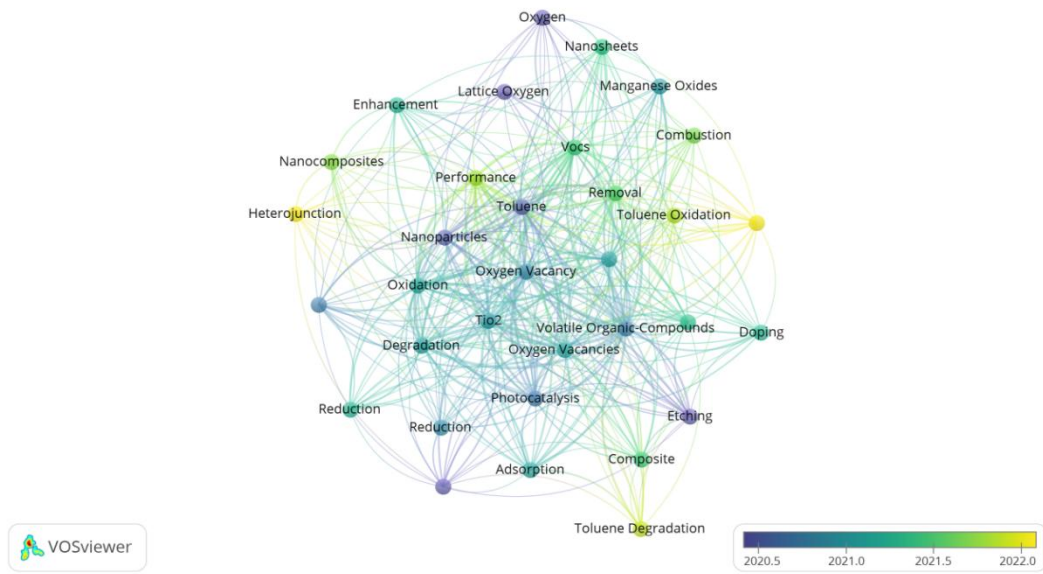 Oxygen
Nanosheets
Lattice Oxygen
Manganese Oxides
Enhancement
Combustion
Vocs
Nanocomposites
Performance
Removal
Toluene
Heterojunction
Toluene Oxidation
Nanoparticles
Oxygen Vacancy
Oxidation
Tio2
Volatile Organic-Compounds
Doping
Degradation
Oxygen Vacancies
Photocatalysis
Reduction
Etching
Reduction
Composite
Adsorption
Toluene Degradation
VOSviewer
2020.5 2021.0 2021.5 2022.0